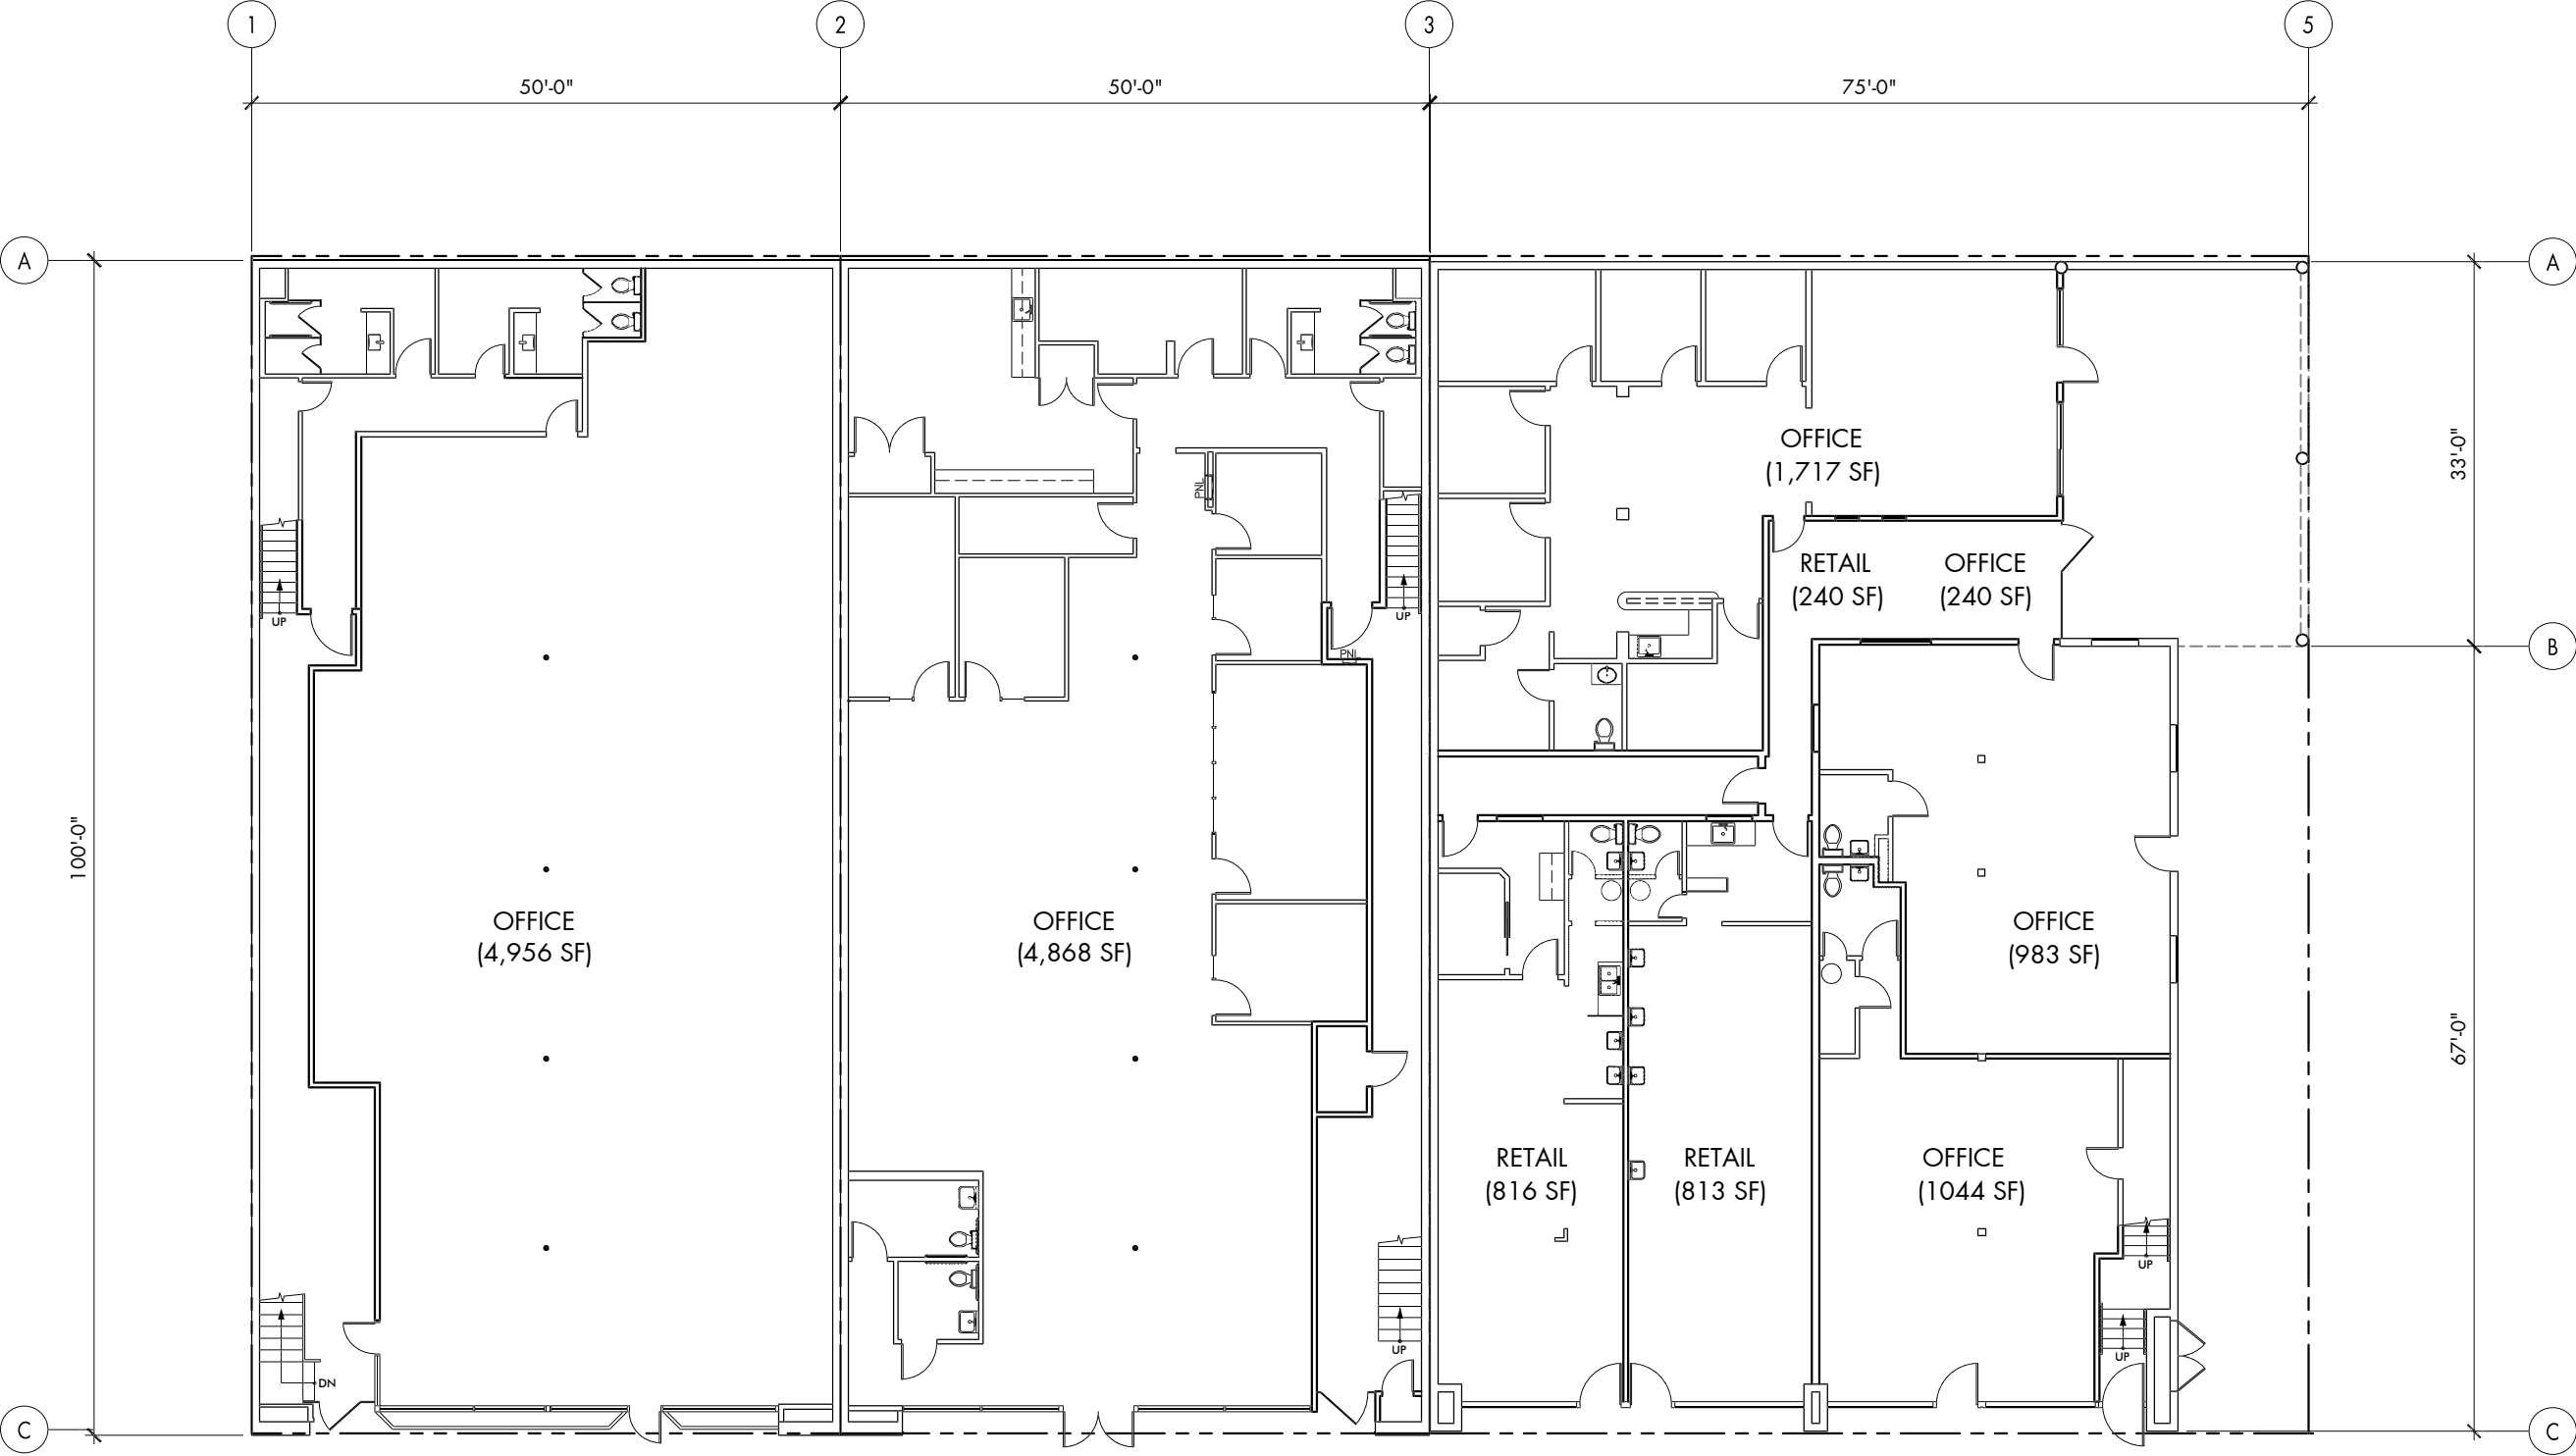 1
2
3
5
50'-0"
50'-0"
75'-0"
A
A
OFFICE
(1,717 SF)
33'-0"
PNL
RETAIL
(240 SF)
OFFICE
(240 SF)
UP
UP
PNL
B
100'-0"
OFFICE
(4,956 SF)
OFFICE
(4,868 SF)
OFFICE
(983 SF)
67'-0"
RETAIL
(816 SF)
RETAIL
(813 SF)
OFFICE
(1044 SF)
UP
UP
UP
DN
C
C